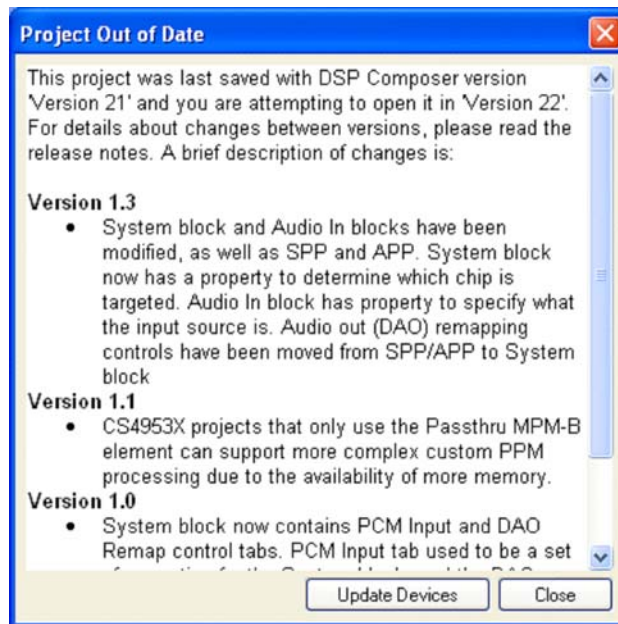 Project Out of Date
This project was last saved with DSP Composer version
'Version 21' and you are attempting to open it in 'Version 22'.
For details about changes between versions, please read the
release notes. A brief description of changes is:
Version 1.3
• System block and Audio In blocks have been
modified, as well as SPP and APP. System block
now has a property to determine which chip is
targeted. Audio In block has property to specify what
the input source is. Audio out (DAO) remapping
controls have been moved from SPP/APP to System
block
Version 1.1
• CS4953X projects that only use the Passthru MPM-B
element can support more complex custom PPM
processing due to the availability of more memory.
Version 1.0
• System block now contains PCM Input and DAO
Remap control tabs. PCM Input tab used to be a set
Update Devices Close